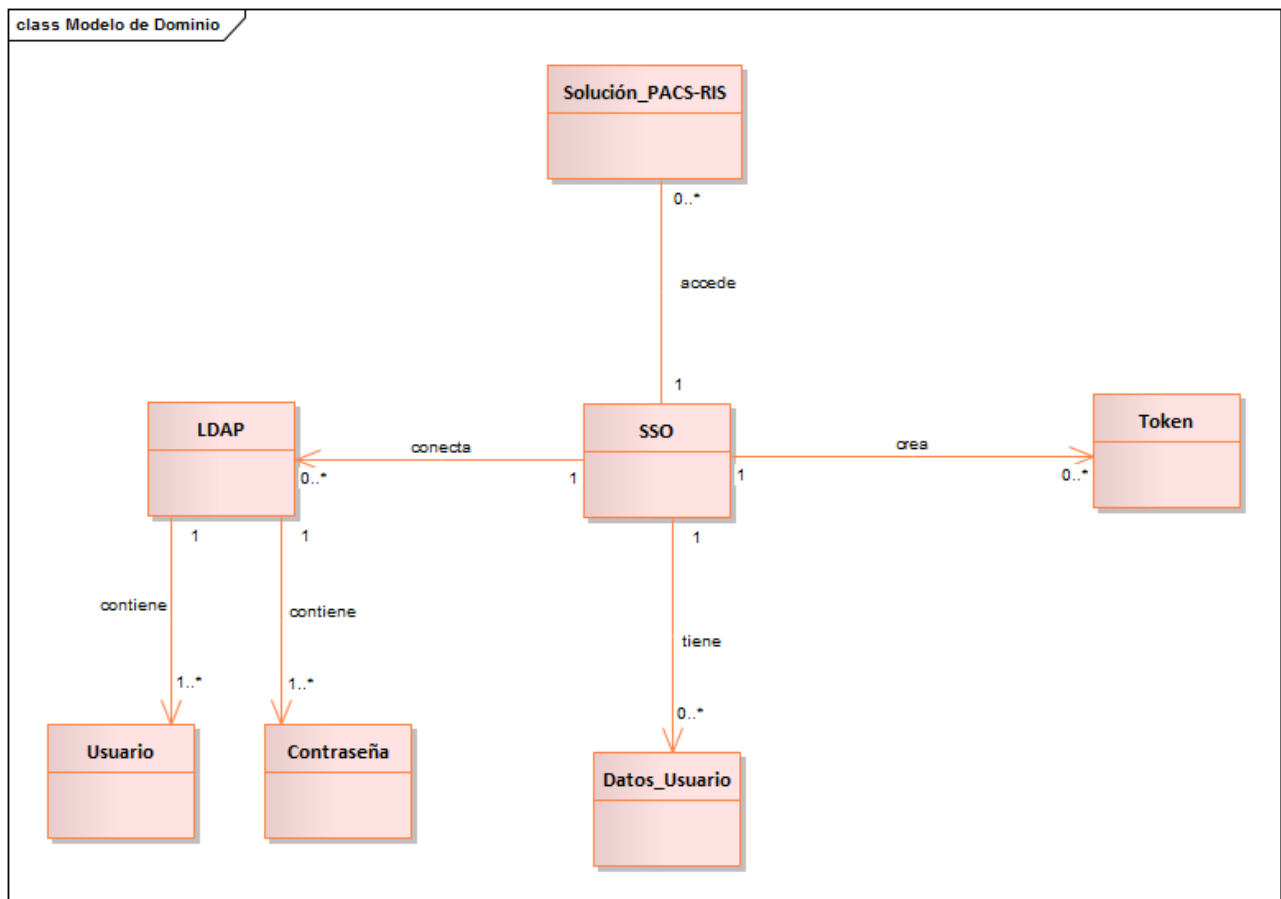 class Modelo de Dominio
Solución_PACS-RIS
0..*
accede
1
LDAP
SSO
Token
conecta
crea
0..*
1
1
0..*
1
1
1
contiene
contiene
tiene
1..*
1..*
0..*
Usuario
Contraseña
Datos_Usuario